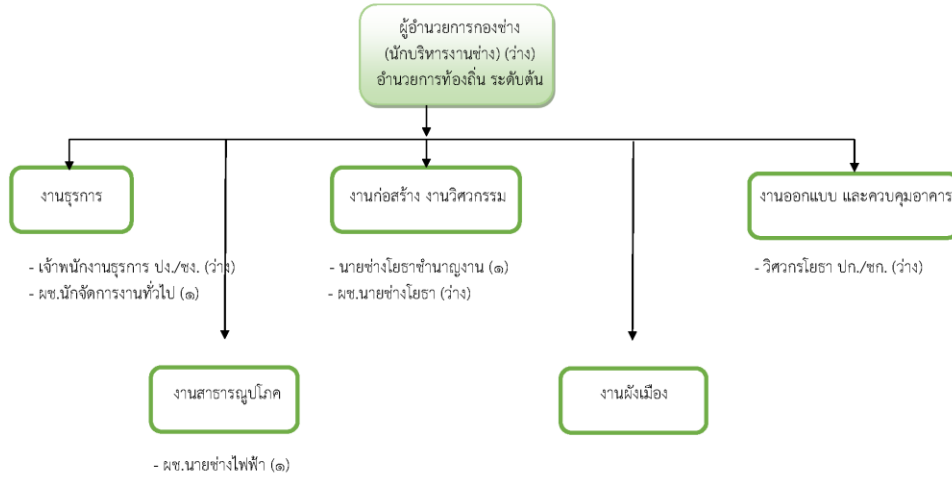 ผู้อำนวยการกองช่าง
(นักบริหารงานช่าง) (ว่าง)
อำนวยการท้องถิ่น ระดับต้น
งานธุรการ
งานก่อสร้าง งานวิศวกรรม
งานออกแบบ และควบคุมอาคาร
- เจ้าพนักงานธุรการ ปง./ชง. (ว่าง)
- ผช.นักจัดการงานทั่วไป (๑)
- นายช่างโยธาชำนาญงาน (๑)
- ผช.นายช่างโยธา (ว่าง)
- วิศวกรโยธา ปก./ชก. (ว่าง)
งานสาธารณูปโภค
งานผังเมือง
- ผช.นายช่างไฟฟ้า (๑)